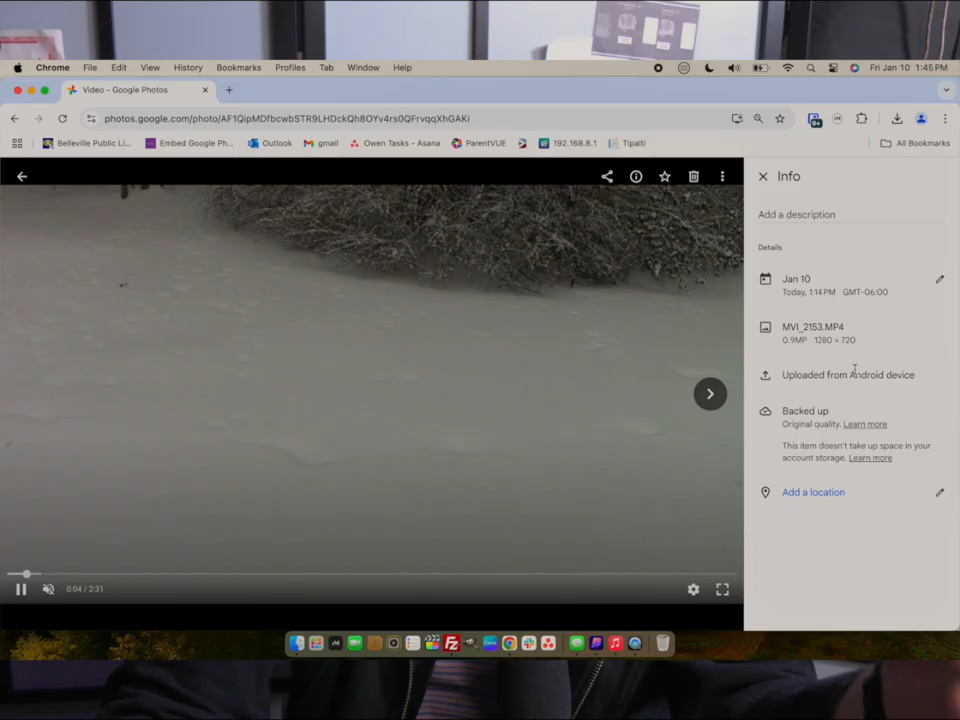 Chrome File Edit View History Bookmarks Profiles Tab Window Help Fri Jan 10 1:45 PM
Video - Google Photos
photos.google.com/photo/AF1QipMDfbcwbSTR9LHDckQh8OYv4rs0QFrvqqXhGAKi
Belleville Public Li... Embed Google Ph... Outlook gmail Owen Tasks - Asana ParentVUE 192.168.8.1 Tipalti All Bookmarks
Info
Add a description
Details
Jan 10
Today, 1:14 PM GMT-06:00
MVI_2153.MP4
0.9MP 1280 × 720
Uploaded from Android device
Backed up
Original quality. Learn more
This item doesn't take up space in your
account storage. Learn more
Add a location
0:04 / 2:31